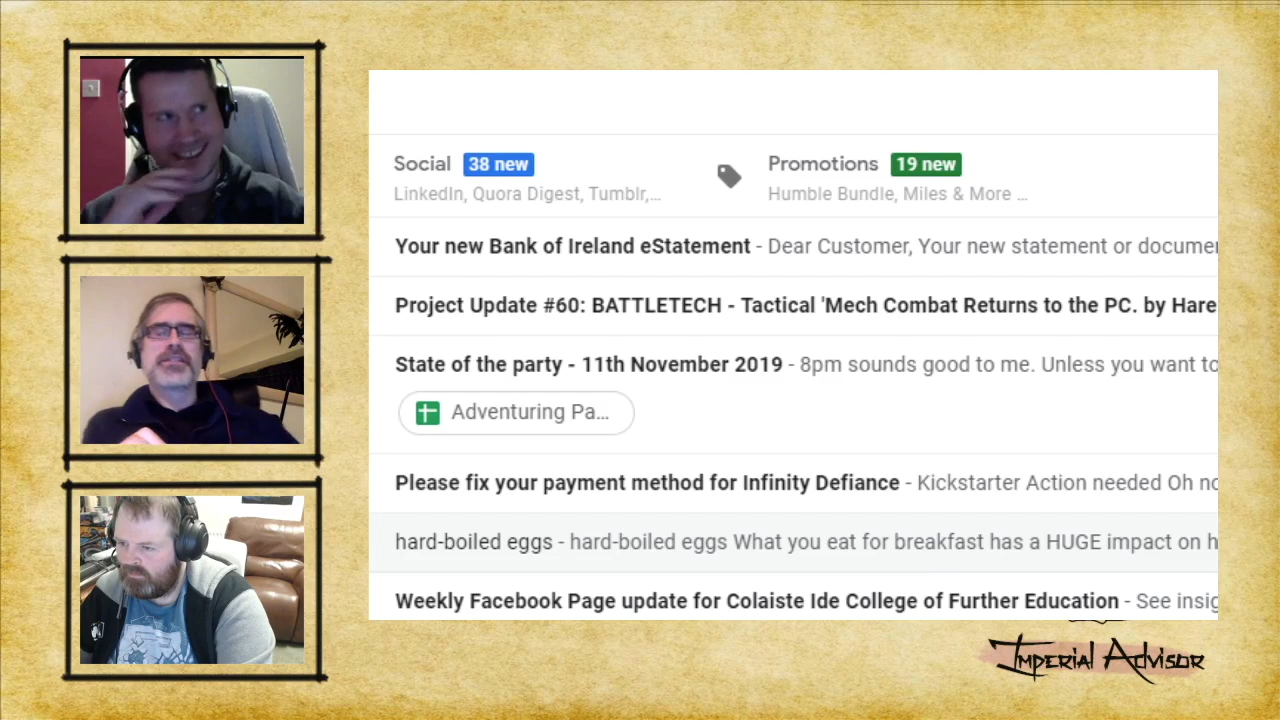 Social 38 new
LinkedIn, Quora Digest, Tumblr,...
Promotions 19 new
Humble Bundle, Miles & More ...
Your new Bank of Ireland eStatement - Dear Customer, Your new statement or documen
Project Update #60: BATTLETECH - Tactical 'Mech Combat Returns to the PC. by Hare
State of the party - 11th November 2019 - 8pm sounds good to me. Unless you want to
Adventuring Pa...
Please fix your payment method for Infinity Defiance - Kickstarter Action needed Oh no
hard-boiled eggs - hard-boiled eggs What you eat for breakfast has a HUGE impact on h
Weekly Facebook Page update for Colaiste Ide College of Further Education - See insig
Imperial Advisor